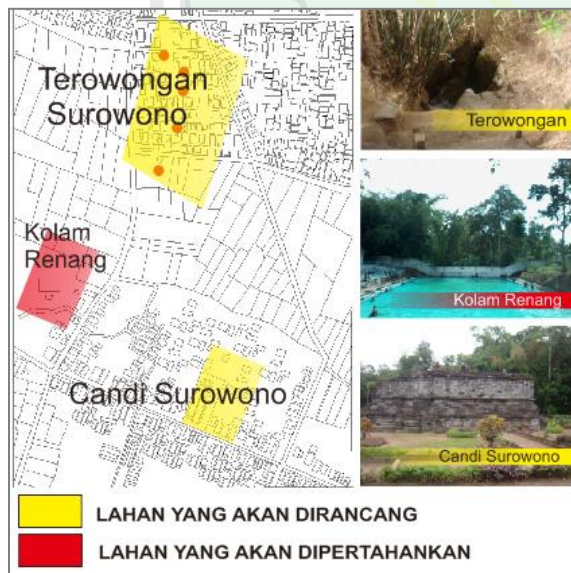 Terowongan
Surowono
Kolam
Renang
Candi Surowono
Terowongan
Kolam Renang
Candi Surowono
LAHAN YANG AKAN DIRANCANG
LAHAN YANG AKAN DIPERTAHANKAN